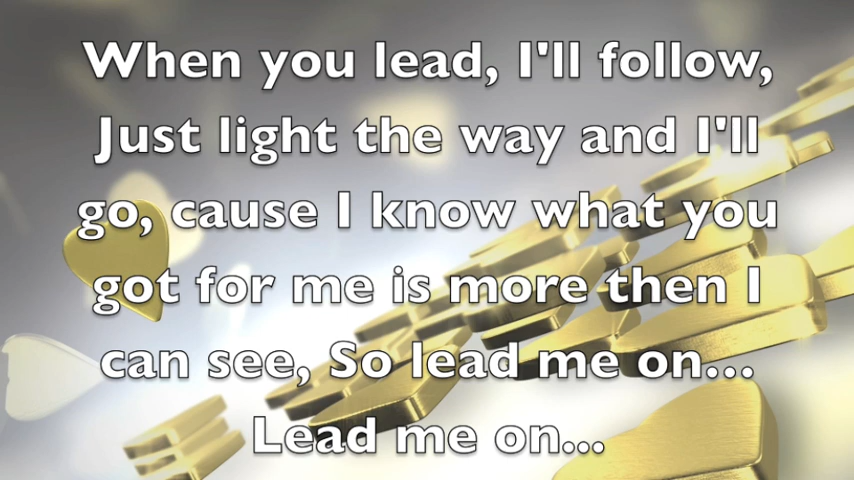 When you lead, I'll follow,
Just light the way and I'll
go, cause I know what you
got for me is more then I
can see, So lead me on...
Lead me on...